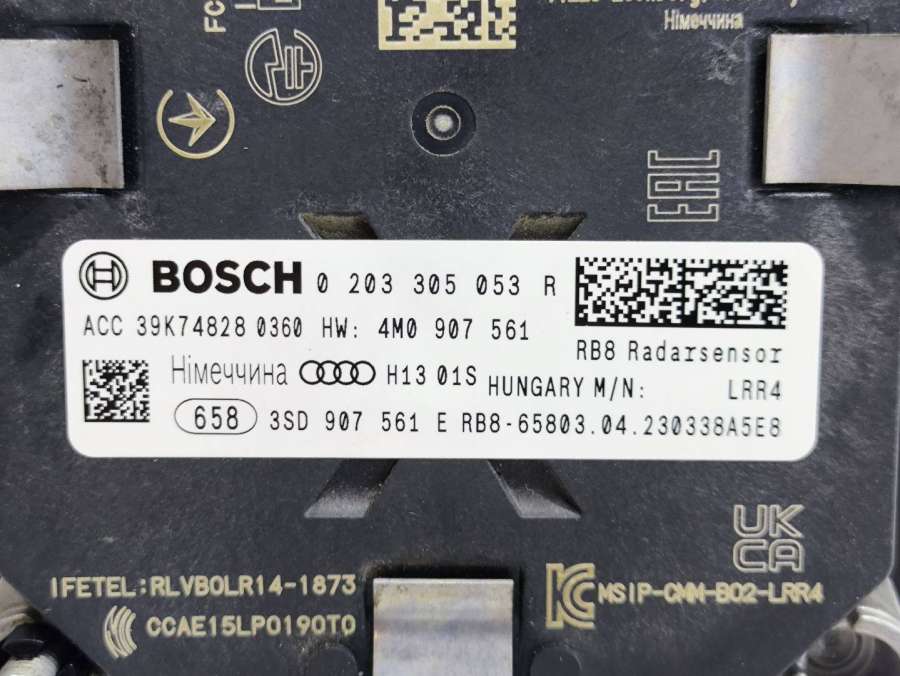 FC
Німеччина
EAC
BOSCH 0 203 305 053 R
ACC 39K74828 0360 HW: 4M0 907 561
RB8 Radarsensor
Німеччина H13 01S HUNGARY M/N: LRR4
658 3SD 907 561 E RB8-65803.04.230338A5E8
UK
CA
IFETEL:RLVBOLR14-1873
MSIP-CMM-B02-LRR4
CCAE15LP0190T0